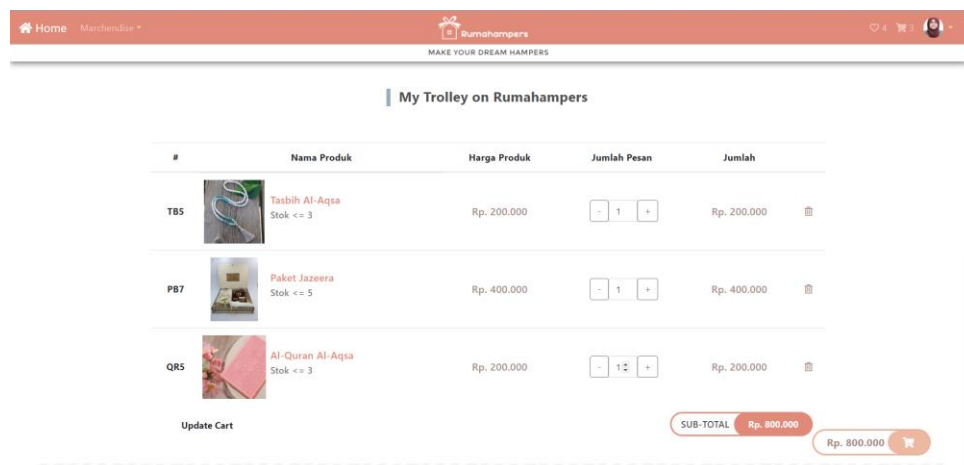 Home Marchendise
Rumahampers
4 3
MAKE YOUR DREAM HAMPERS
My Trolley on Rumahampers
# Nama Produk Harga Produk Jumlah Pesan Jumlah
TB5 Tasbih Al-Aqsa Rp. 200.000 - 1 + Rp. 200.000
Stok <= 3
PB7 Paket Jazeera Rp. 400.000 - 1 + Rp. 400.000
Stok <= 5
QR5 Al-Quran Al-Aqsa Rp. 200.000 - 1 + Rp. 200.000
Stok <= 3
Update Cart SUB-TOTAL Rp. 800.000
Rp. 800.000